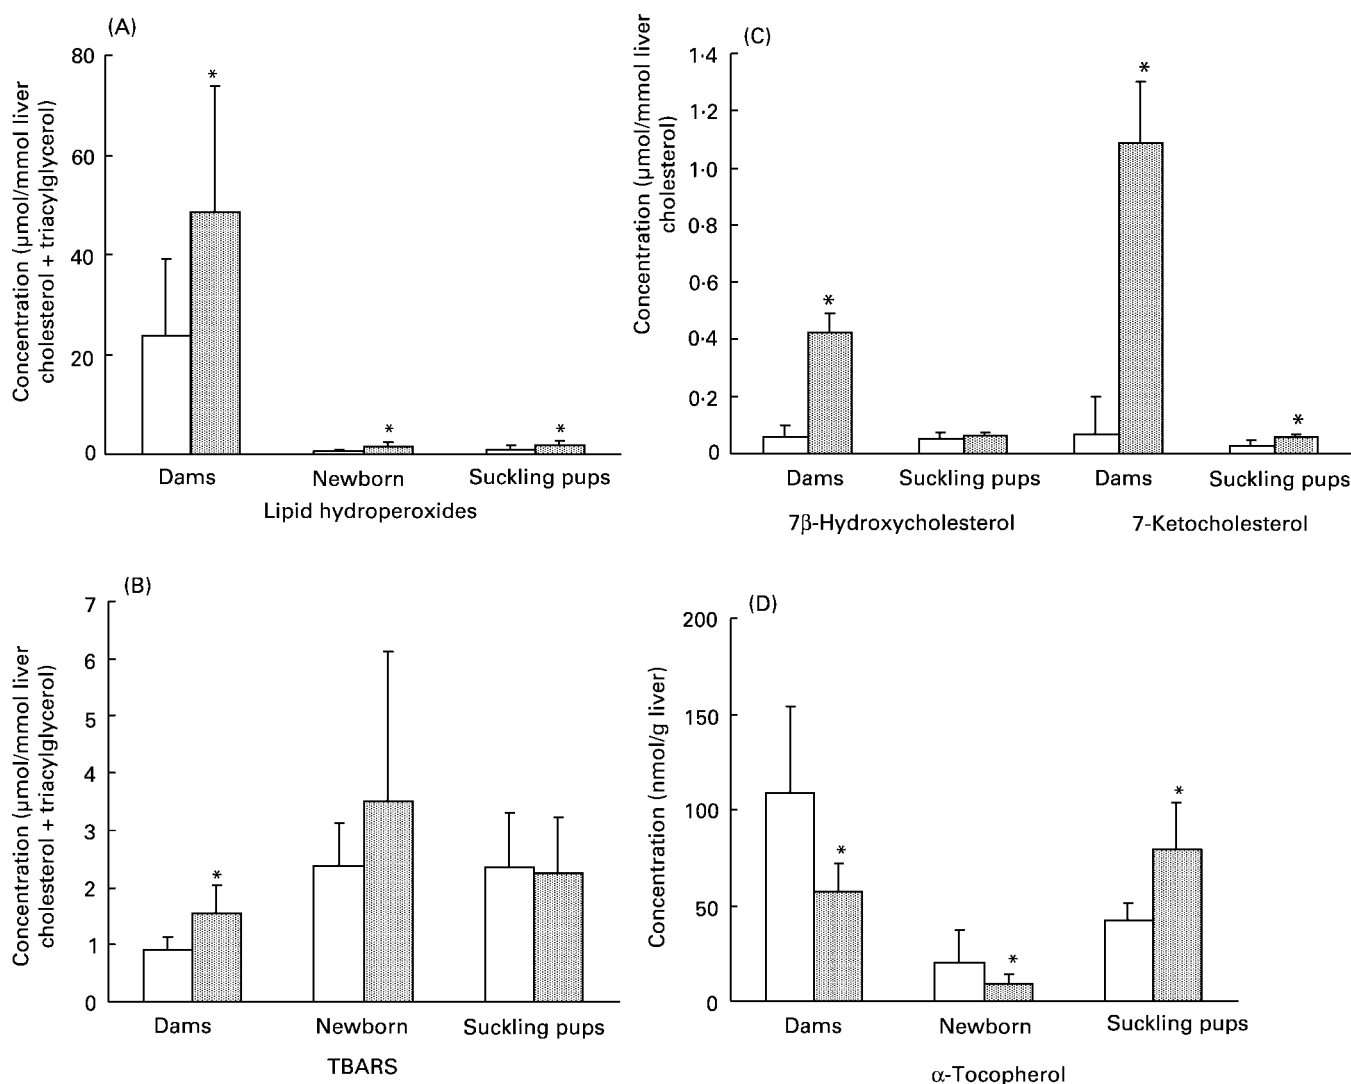 (A)
Concentration (μmol/mmol liver
cholesterol + triacylglycerol)
80
60
40
20
0
*
*
*
Dams Newborn Suckling pups
Lipid hydroperoxides
(C)
Concentration (μmol/mmol liver
cholesterol)
1·4
1·2
1·0
0·8
0·6
0·4
0·2
0
*
*
*
Dams Suckling pups Dams Suckling pups
7β-Hydroxycholesterol 7-Ketocholesterol
(B)
Concentration (μmol/mmol liver
cholesterol + triacylglycerol)
7
6
5
4
3
2
1
0
*
Dams Newborn Suckling pups
TBARS
(D)
Concentration (nmol/g liver)
200
150
100
50
0
*
*
*
Dams Newborn Suckling pups
α-Tocopherol